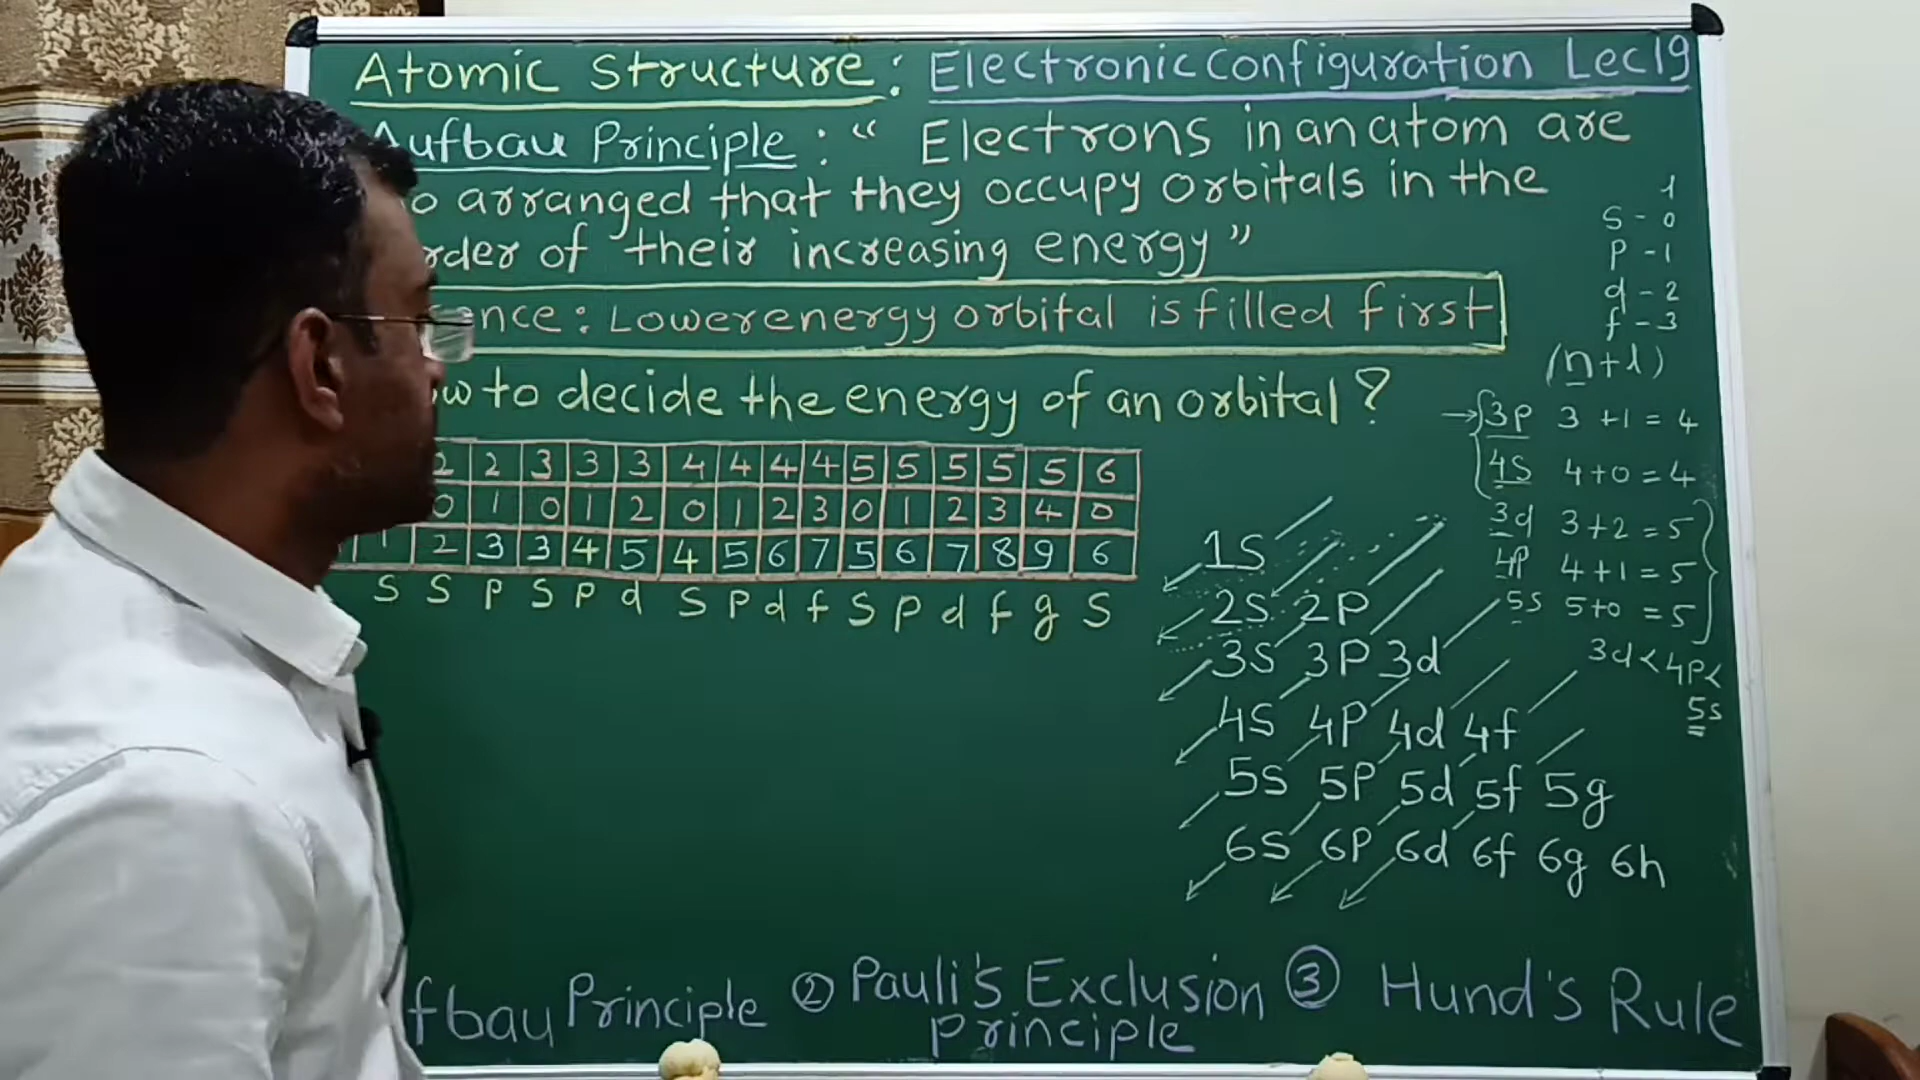 Atomic Structure: Electronic Configuration Lec 19
Aufbau Principle: “ Electrons in an atom are
so arranged that they occupy orbitals in the
order of their increasing energy”
Hence: Lower energy orbital is filled first
How to decide the energy of an orbital?
2 2 3 3 3 4 4 4 4 5 5 5 5 5 6
0 1 0 1 2 0 1 2 3 0 1 2 3 4 0
1 2 3 3 4 5 4 5 6 7 5 6 7 8 9 6
S S P S P d S P d f S P d f g S
1S
2S 2P
3S 3P 3d
4S 4P 4d 4f
5S 5P 5d 5f 5g
6S 6P 6d 6f 6g 6h
l
S - 0
P - 1
d - 2
f - 3
(n+l)
3P 3 + 1 = 4
4S 4+0 = 4
3d 3+2 = 5
4P 4+1 = 5
5S 5+0 = 5
3d < 4P <
5s
fbau Principle ② Pauli's Exclusion ③ Hund's Rule
Principle